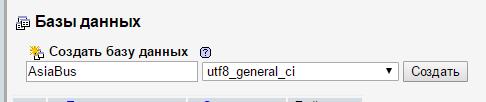 Базы данных
Создать базу данных
AsiaBus utf8_general_ci Создать